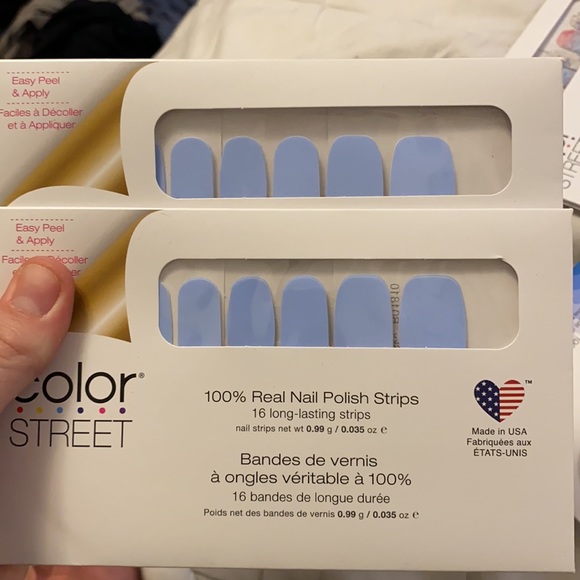 Easy Peel
& Apply
Faciles à Décoller
et à Appliquer
STREET
Easy Peel
& Apply
Décoller
color®
STREET
100% Real Nail Polish Strips
16 long-lasting strips
nail strips net wt 0.99 g / 0.035 oz ℮
Bandes de vernis
à ongles véritable à 100%
16 bandes de longue durée
Poids net des bandes de vernis 0.99 g / 0.035 oz ℮
™
Made in USA
Fabriquées aux
ÉTATS-UNIS